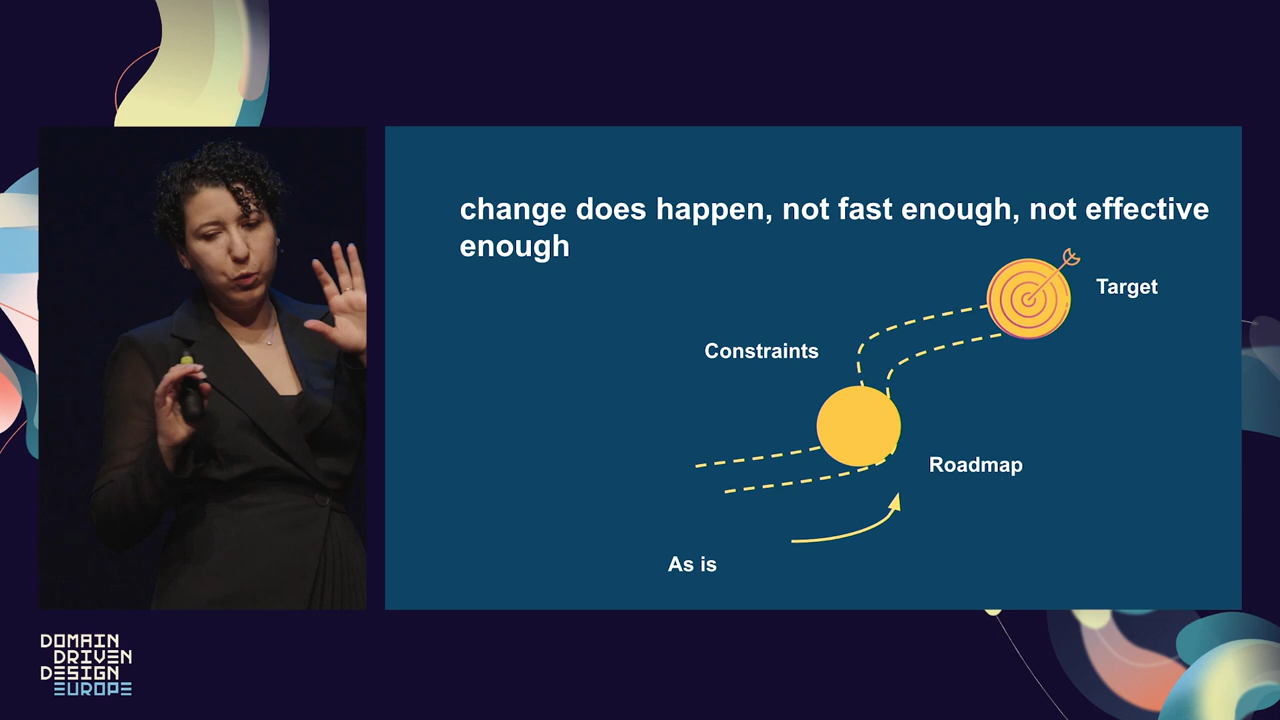 change does happen, not fast enough, not effective
enough
Target
Constraints
Roadmap
As is
DOMAIN
DRIVEN
DESIGN
EUROPE